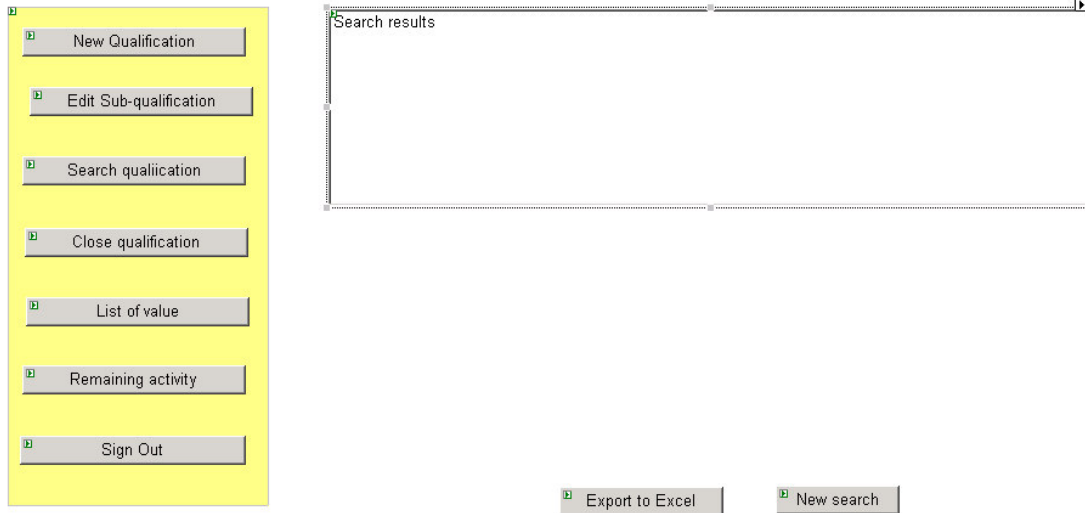 New Qualification
Edit Sub-qualification
Search qualiication
Close qualification
List of value
Remaining activity
Sign Out
Search results
Export to Excel
New search